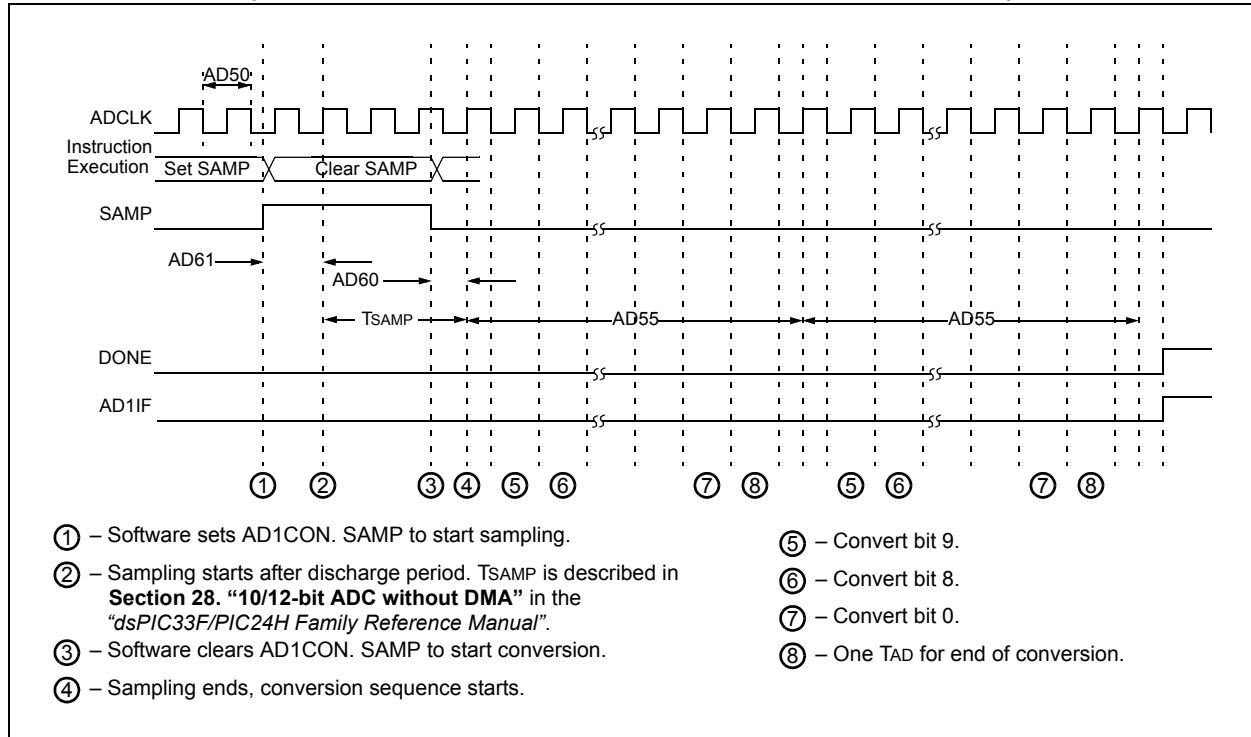 AD50
ADCLK
Instruction
Execution
Set SAMP
Clear SAMP
SAMP
AD61
AD60
TSAMP
AD55
AD55
DONE
AD1IF
1 2 3 4 5 6 7 8 5 6 7 8
1 – Software sets AD1CON. SAMP to start sampling.
2 – Sampling starts after discharge period. TSAMP is described in
Section 28. “10/12-bit ADC without DMA” in the
“dsPIC33F/PIC24H Family Reference Manual”.
3 – Software clears AD1CON. SAMP to start conversion.
4 – Sampling ends, conversion sequence starts.
5 – Convert bit 9.
6 – Convert bit 8.
7 – Convert bit 0.
8 – One TAD for end of conversion.